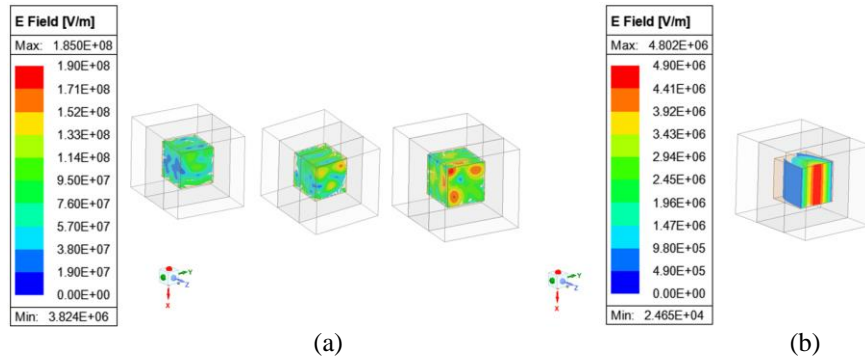 E Field [V/m]
Max: 1.850E+08
1.90E+08
1.71E+08
1.52E+08
1.33E+08
1.14E+08
9.50E+07
7.60E+07
5.70E+07
3.80E+07
1.90E+07
0.00E+00
Min: 3.824E+06
Y
Z
X
(a)
E Field [V/m]
Max: 4.802E+06
4.90E+06
4.41E+06
3.92E+06
3.43E+06
2.94E+06
2.45E+06
1.96E+06
1.47E+06
9.80E+05
4.90E+05
0.00E+00
Min: 2.465E+04
Y
Z
X
(b)